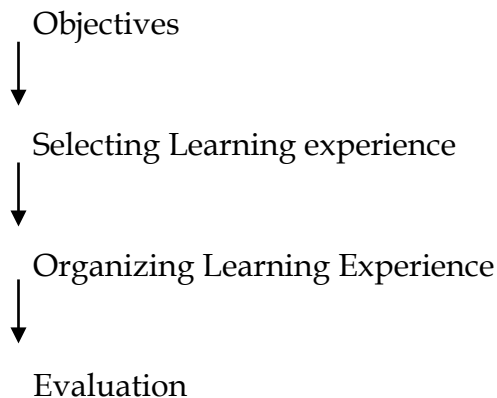 Objectives
Selecting Learning experience
Organizing Learning Experience
Evaluation